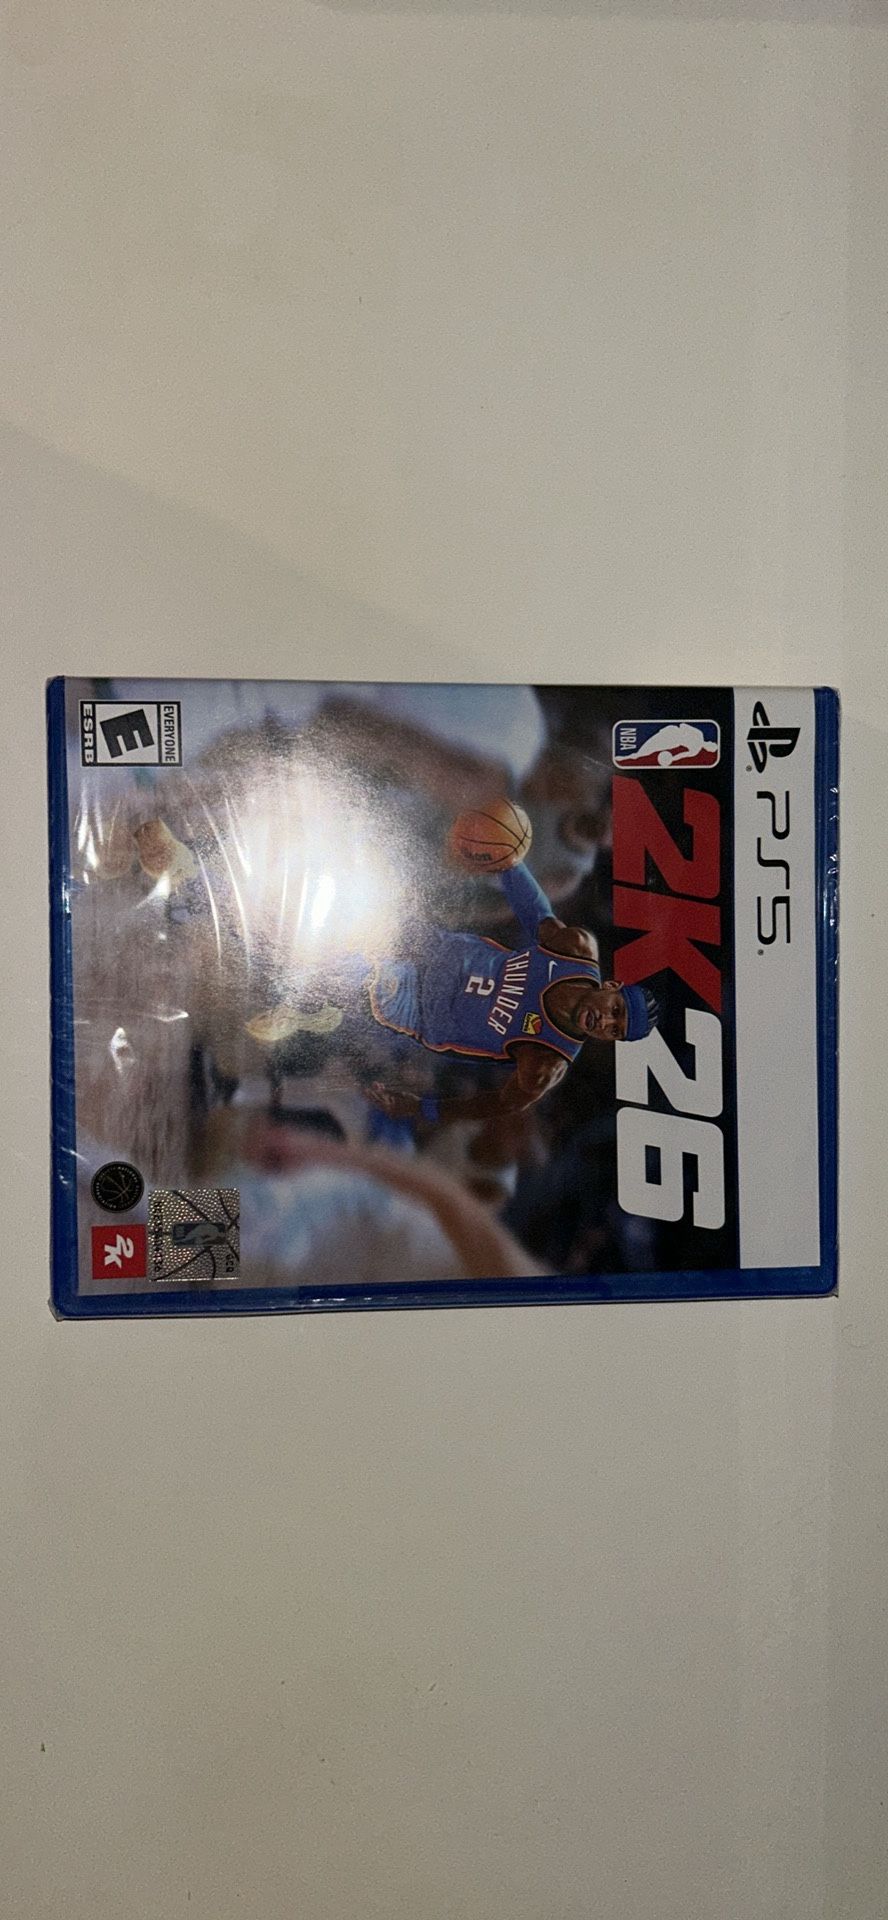 PS5®
NBA
2K26
THUNDER
2
EVERYONE
E
ESRB
2K